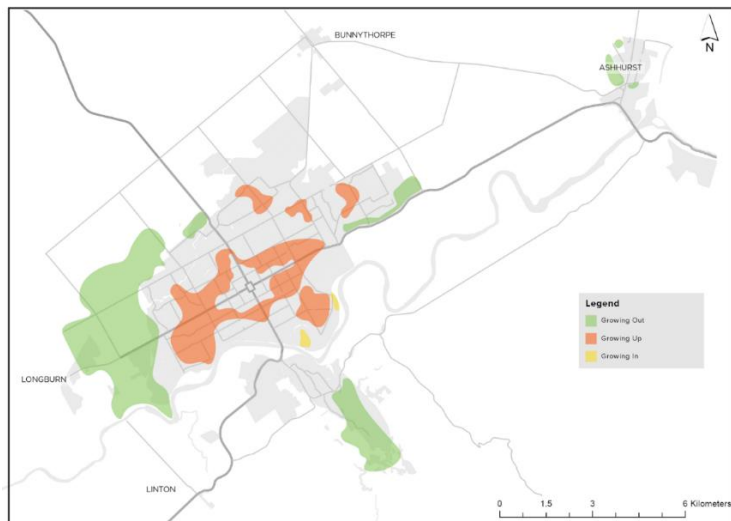 BUNNYTHORPE
N
ASHHURST
Legend
Growing Out
Growing Up
Growing In
LONGBURN
LINTON
0 1.5 3 6 Kilometers